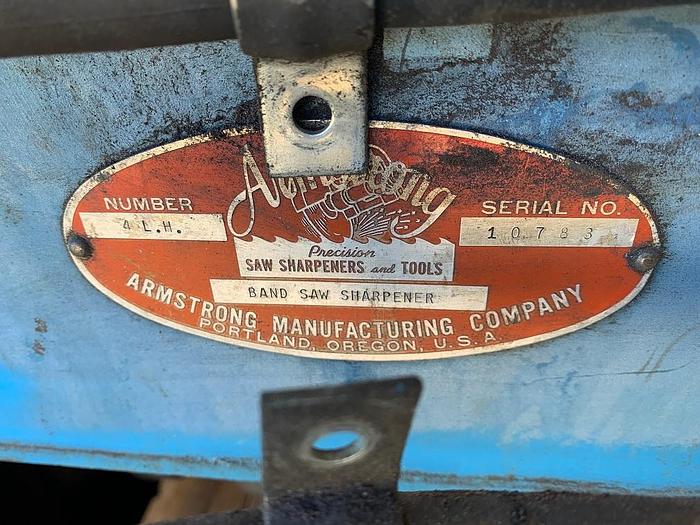 Armstrong
NUMBER
4 L.H.
SERIAL NO.
10783
Precision
SAW SHARPENERS and TOOLS
BAND SAW SHARPENER
ARMSTRONG MANUFACTURING COMPANY
PORTLAND, OREGON, U.S.A.